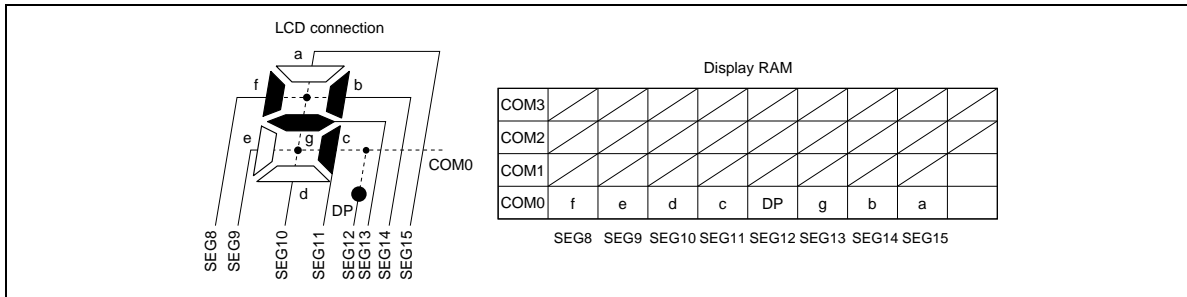 LCD connection
a
f
b
e
g
c
COM0
d
DP
SEG8
SEG9
SEG10
SEG11
SEG12
SEG13
SEG14
SEG15
Display RAM
COM3
COM2
COM1
COM0 f e d c DP g b a
SEG8 SEG9 SEG10 SEG11 SEG12 SEG13 SEG14 SEG15